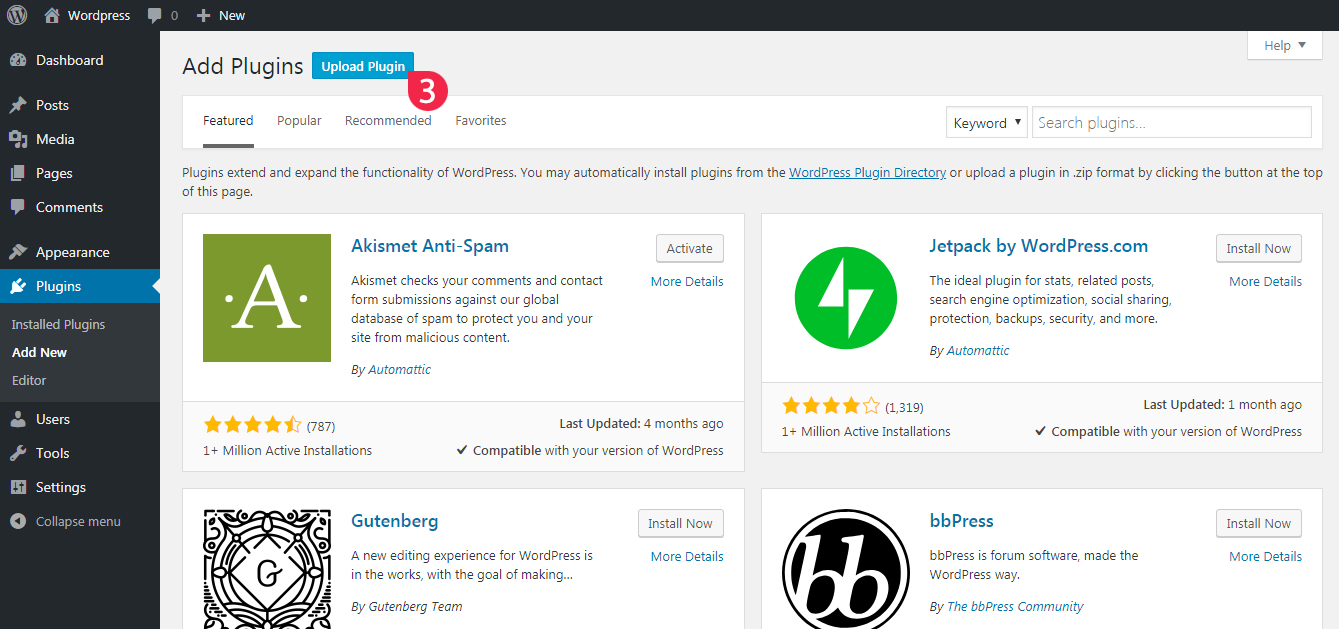 Wordpress 0 New
Help
Dashboard
Posts
Media
Pages
Comments
Appearance
Plugins
Installed Plugins
Add New
Editor
Users
Tools
Settings
Collapse menu
Add Plugins Upload Plugin
3
Featured Popular Recommended Favorites
Keyword Search plugins...
Plugins extend and expand the functionality of WordPress. You may automatically install plugins from the WordPress Plugin Directory or upload a plugin in .zip format by clicking the button at the top
of this page.
A
Akismet Anti-Spam
Activate
More Details
Akismet checks your comments and contact
form submissions against our global
database of spam to protect you and your
site from malicious content.
By Automattic
(787)
1+ Million Active Installations
Last Updated: 4 months ago
Compatible with your version of WordPress
Jetpack by WordPress.com
Install Now
More Details
The ideal plugin for stats, related posts,
search engine optimization, social sharing,
protection, backups, security, and more.
By Automattic
(1,319)
1+ Million Active Installations
Last Updated: 1 month ago
Compatible with your version of WordPress
G
Gutenberg
Install Now
More Details
A new editing experience for WordPress is
in the works, with the goal of making...
By Gutenberg Team
bb
bbPress
Install Now
More Details
bbPress is forum software, made the
WordPress way.
By The bbPress Community